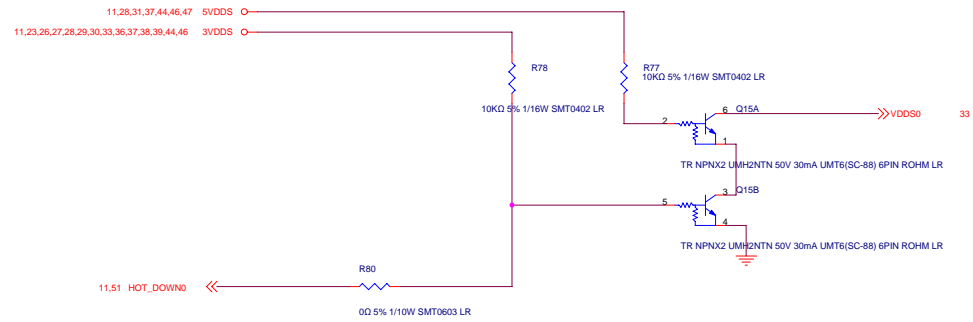 11,28,31,37,44,46,47 5VDDS
11,23,26,27,28,29,30,33,36,37,38,39,44,46 3VDDS
R78
R77
10KΩ 5% 1/16W SMT0402 LR
10KΩ 5% 1/16W SMT0402 LR
6 Q15A
2
VDDS0 33
1
TR NPNX2 UMH2NTN 50V 30mA UMT6(SC-88) 6PIN ROHM LR
3 Q15B
5
4
TR NPNX2 UMH2NTN 50V 30mA UMT6(SC-88) 6PIN ROHM LR
R80
11,51 HOT_DOWN0
0Ω 5% 1/10W SMT0603 LR